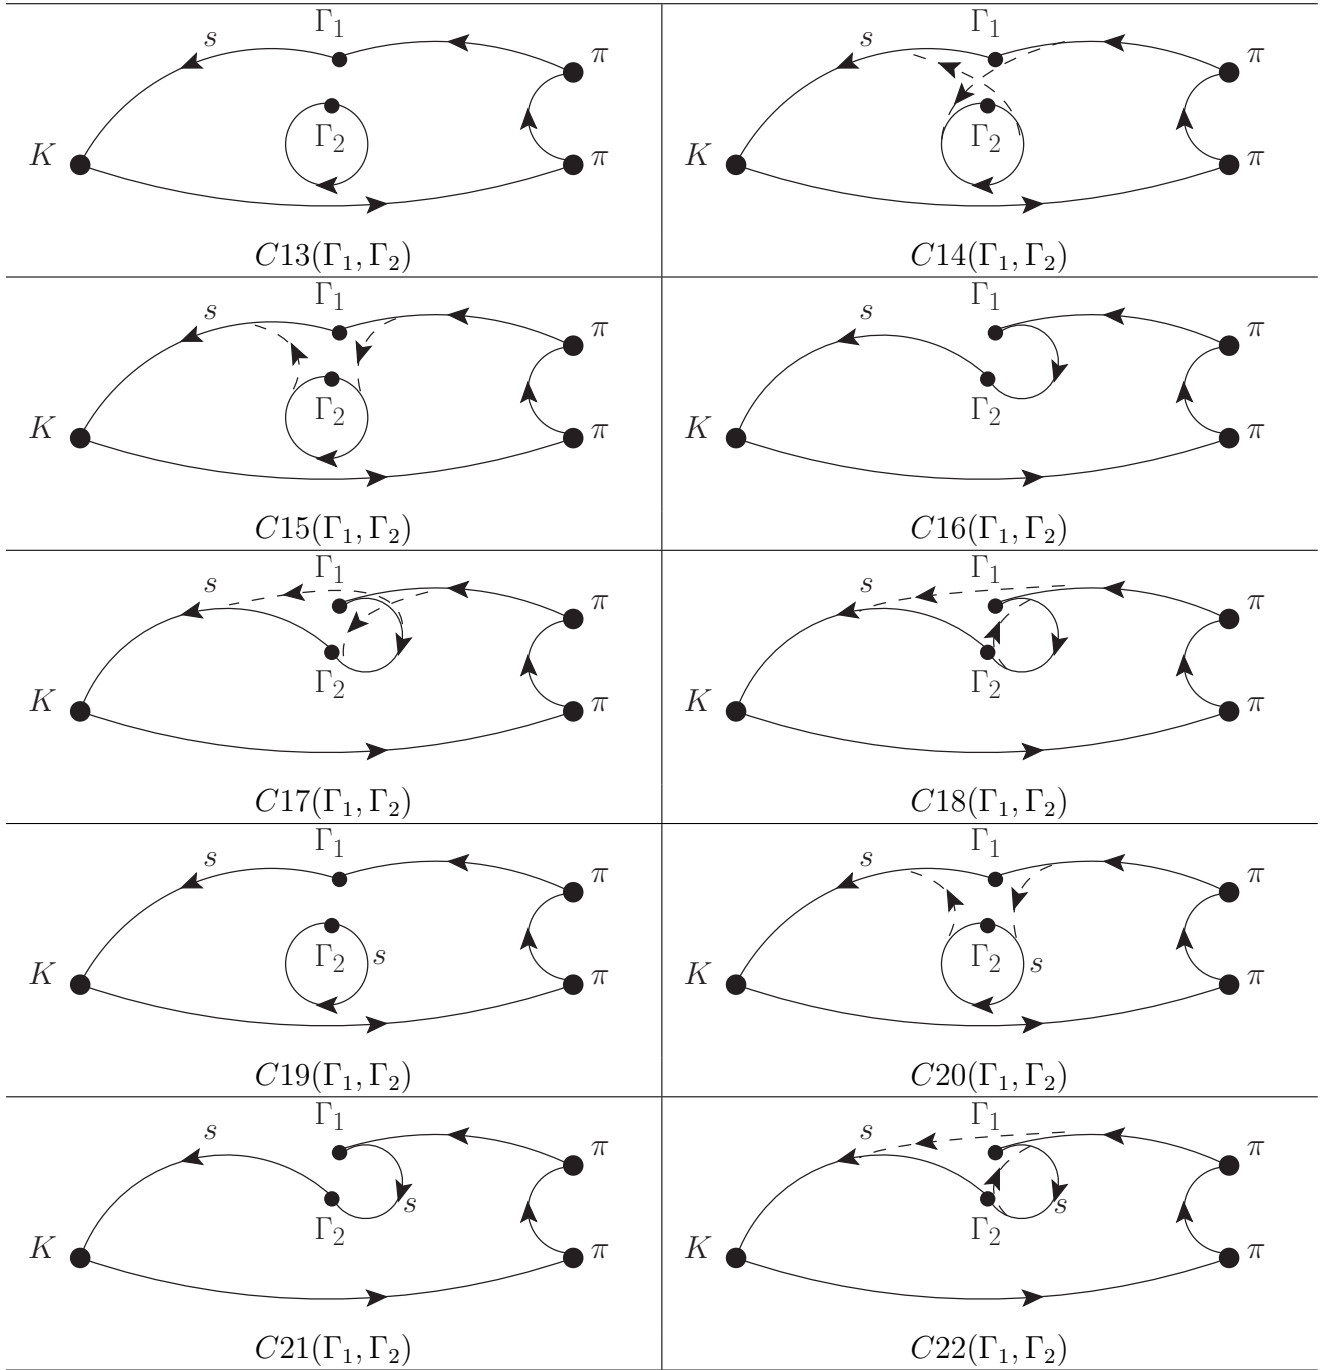 Γ₁ Γ₁
s π s π
Γ₂ Γ₂
K π K π
C13(Γ₁, Γ₂) C14(Γ₁, Γ₂)
Γ₁ Γ₁
s π s π
Γ₂ Γ₂
K π K π
C15(Γ₁, Γ₂) C16(Γ₁, Γ₂)
Γ₁ Γ₁
s π s π
Γ₂ Γ₂
K π K π
C17(Γ₁, Γ₂) C18(Γ₁, Γ₂)
Γ₁ Γ₁
s π s π
Γ₂ s Γ₂ s
K π K π
C19(Γ₁, Γ₂) C20(Γ₁, Γ₂)
Γ₁ Γ₁
s π s π
s s
Γ₂ Γ₂
K π K π
C21(Γ₁, Γ₂) C22(Γ₁, Γ₂)